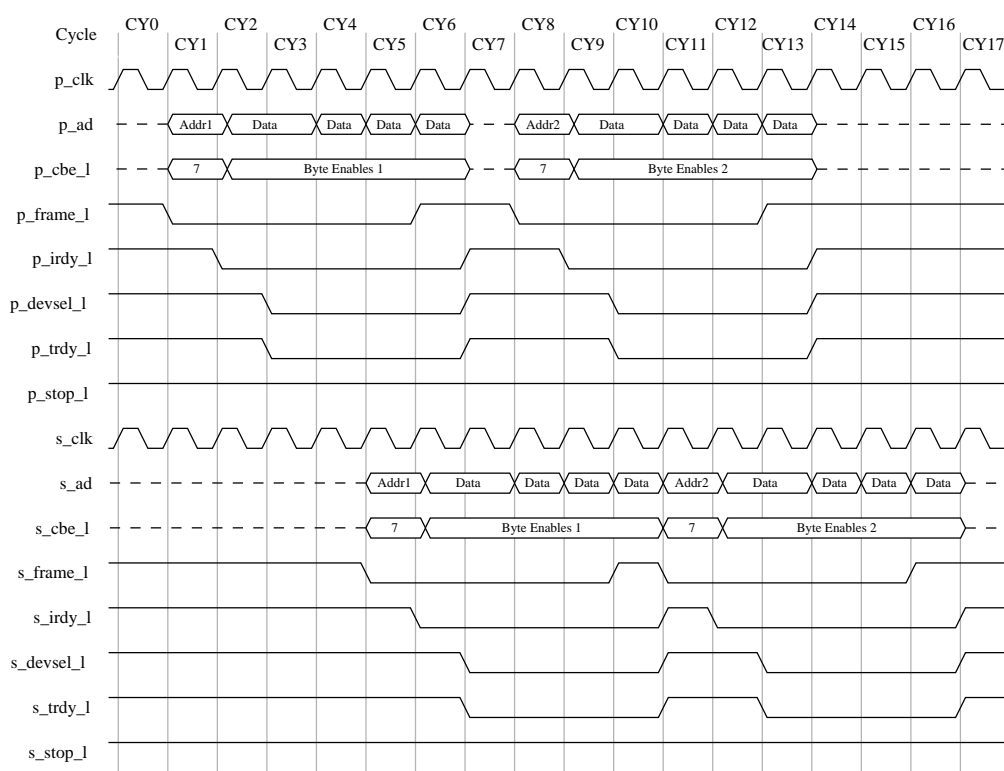 CY0 CY2 CY4 CY6 CY8 CY10 CY12 CY14 CY16
Cycle
CY1 CY3 CY5 CY7 CY9 CY11 CY13 CY15 CY17
p_clk
p_ad Addr1 Data Data Data Data Addr2 Data Data Data Data
p_cbe_l 7 Byte Enables 1 7 Byte Enables 2
p_frame_l
p_irdy_l
p_devsel_l
p_trdy_l
p_stop_l
s_clk
s_ad Addr1 Data Data Data Data Addr2 Data Data Data Data
s_cbe_l 7 Byte Enables 1 7 Byte Enables 2
s_frame_l
s_irdy_l
s_devsel_l
s_trdy_l
s_stop_l